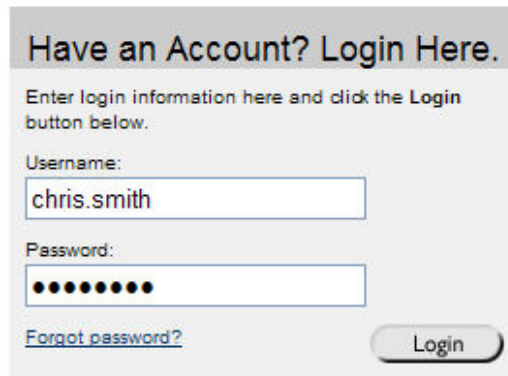 Have an Account? Login Here.
Enter login information here and click the Login
button below.
Username:
chris.smith
Password:
●●●●●●●●
Forgot password?
Login